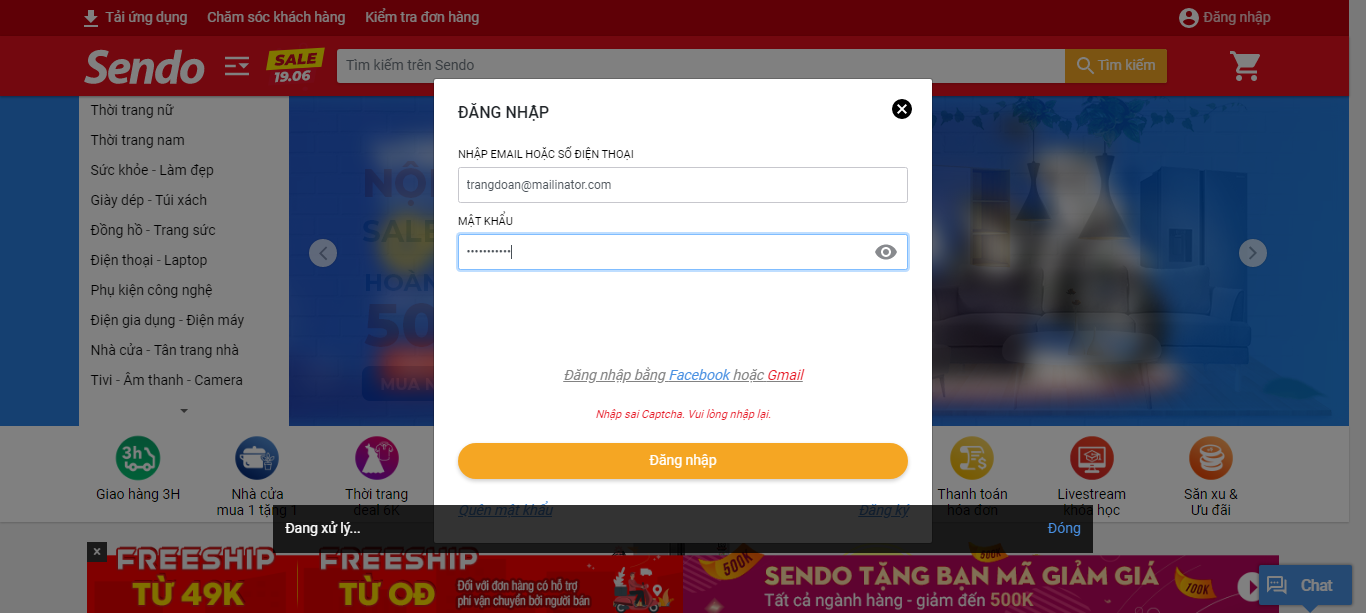 Tải ứng dụng Chăm sóc khách hàng Kiểm tra đơn hàng Đăng nhập
Sendo SALE 19.06 Tìm kiếm trên Sendo Tìm kiếm
Thời trang nữ
Thời trang nam
Sức khỏe - Làm đẹp
Giày dép - Túi xách
Đồng hồ - Trang sức
Điện thoại - Laptop
Phụ kiện công nghệ
Điện gia dụng - Điện máy
Nhà cửa - Tân trang nhà
Tivi - Âm thanh - Camera
SALE
HOÀN
50
MUA N
ĐĂNG NHẬP
NHẬP EMAIL HOẶC SỐ ĐIỆN THOẠI
trangdoan@mailinator.com
MẬT KHẨU
•••••••••••
Đăng nhập bằng Facebook hoặc Gmail
Nhập sai Captcha. Vui lòng nhập lại.
Đăng nhập
Quên mật khẩu Đăng ký
3h
Giao hàng 3H
Nhà cửa
mua 1 tặng 1
Thời trang
deal 6K
Thanh toán
hóa đơn
Livestream
khóa học
Săn xu &
Ưu đãi
Đang xử lý... Đóng
FREESHIP
TỪ 49K
FREESHIP
TỪ 0Đ
Đối với đơn hàng có hỗ trợ
phí vận chuyển bởi người bán
500K
500K
SENDO TẶNG BẠN MÃ GIẢM GIÁ
Tất cả ngành hàng - giảm đến 500K
100K
Chat